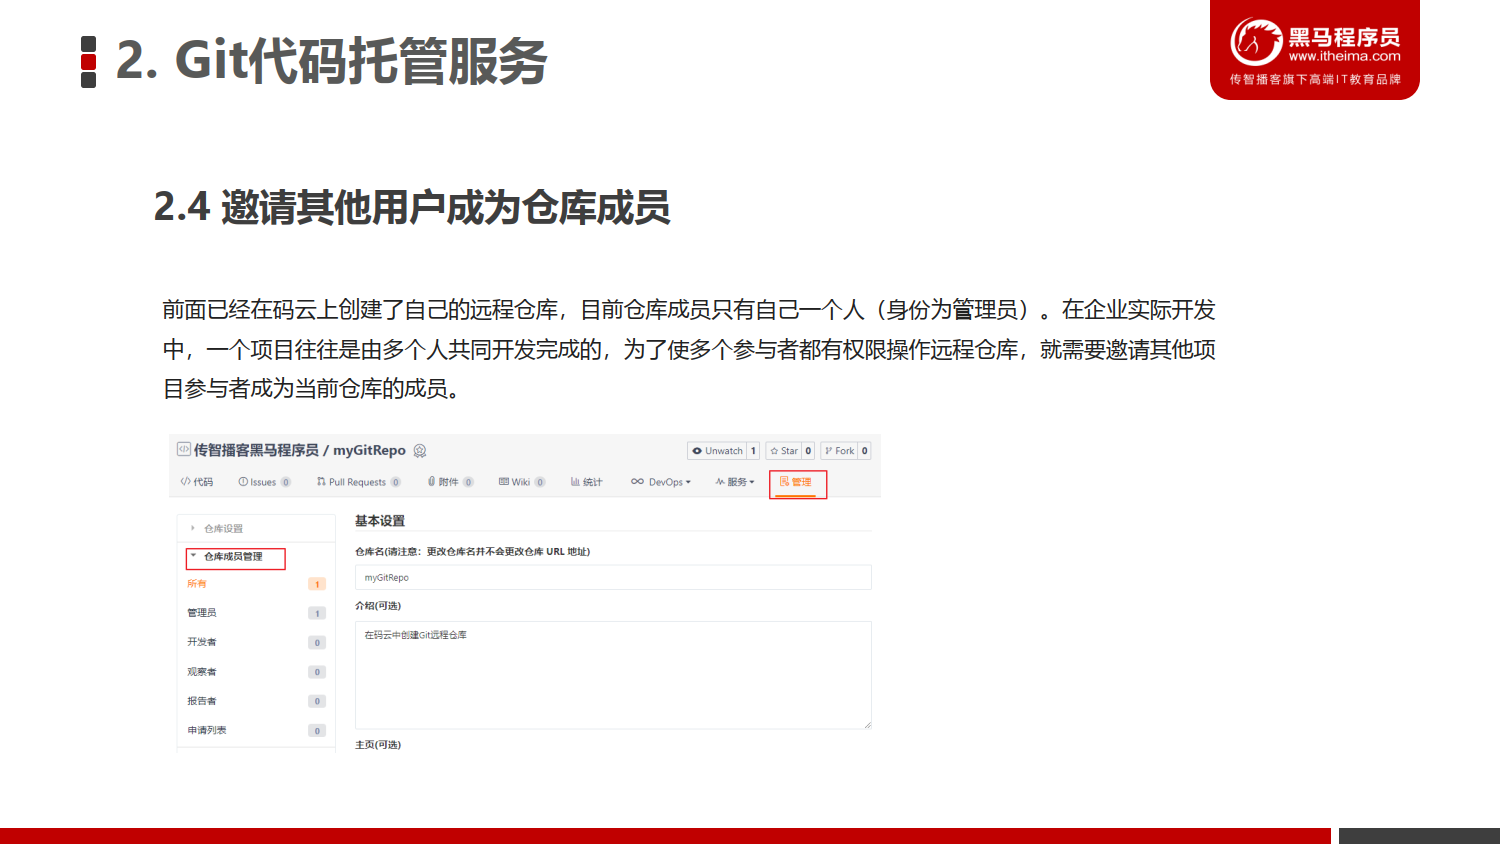 2. Git代码托管服务
黑马程序员
www.itheima.com
传智播客旗下高端IT教育品牌
2.4 邀请其他用户成为仓库成员
前面已经在码云上创建了自己的远程仓库，目前仓库成员只有自己一个人（身份为管理员）。在企业实际开发
中，一个项目往往是由多个人共同开发完成的，为了使多个参与者都有权限操作远程仓库，就需要邀请其他项
目参与者成为当前仓库的成员。
传智播客黑马程序员 / myGitRepo
Unwatch 1 Star 0 Fork 0
代码 Issues 0 Pull Requests 0 附件 0 Wiki 0 统计 DevOps 服务 管理
仓库设置
仓库成员管理
所有 1
管理员 1
开发者 0
观察者 0
报告者 0
申请列表 0
基本设置
仓库名(请注意：更改仓库名并不会更改仓库 URL 地址)
myGitRepo
介绍(可选)
在码云中创建Git远程仓库
主页(可选)